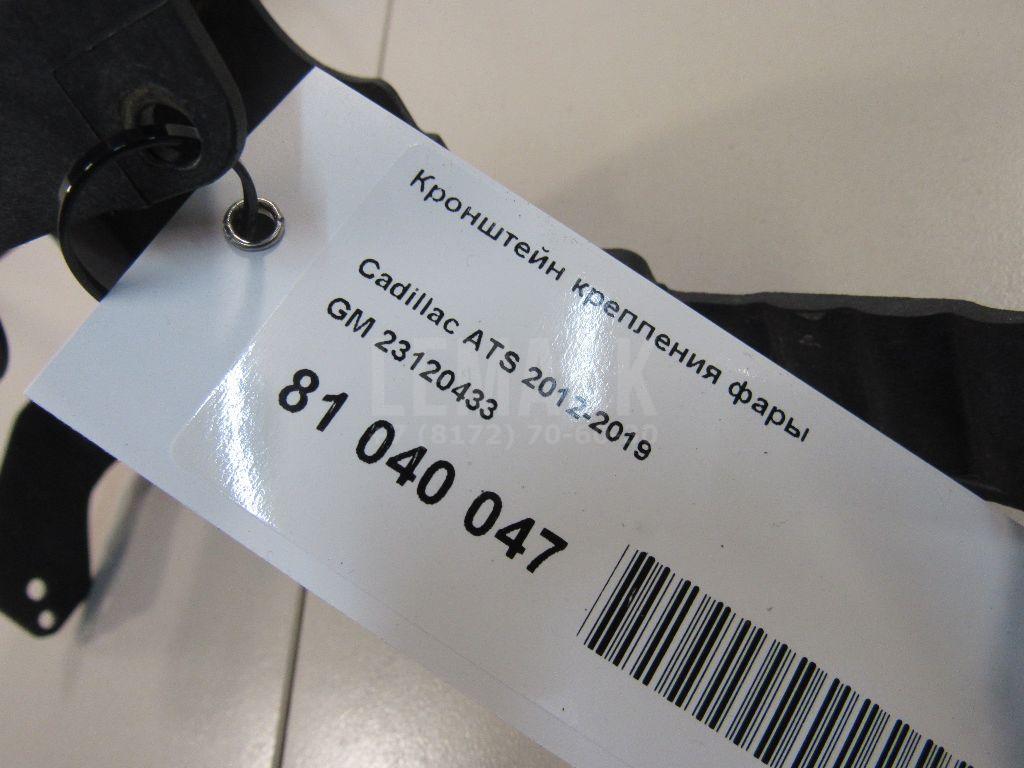 Кронштейн крепления фары
Cadillac ATS 2012-2019
GM 23120433
81 040 047